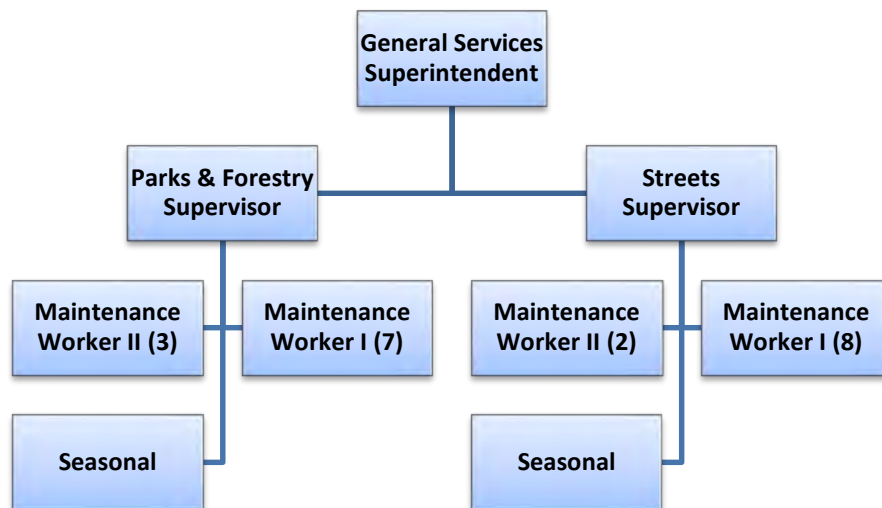 General Services
Superintendent
Parks & Forestry
Supervisor
Streets
Supervisor
Maintenance
Worker II (3)
Maintenance
Worker I (7)
Maintenance
Worker II (2)
Maintenance
Worker I (8)
Seasonal
Seasonal